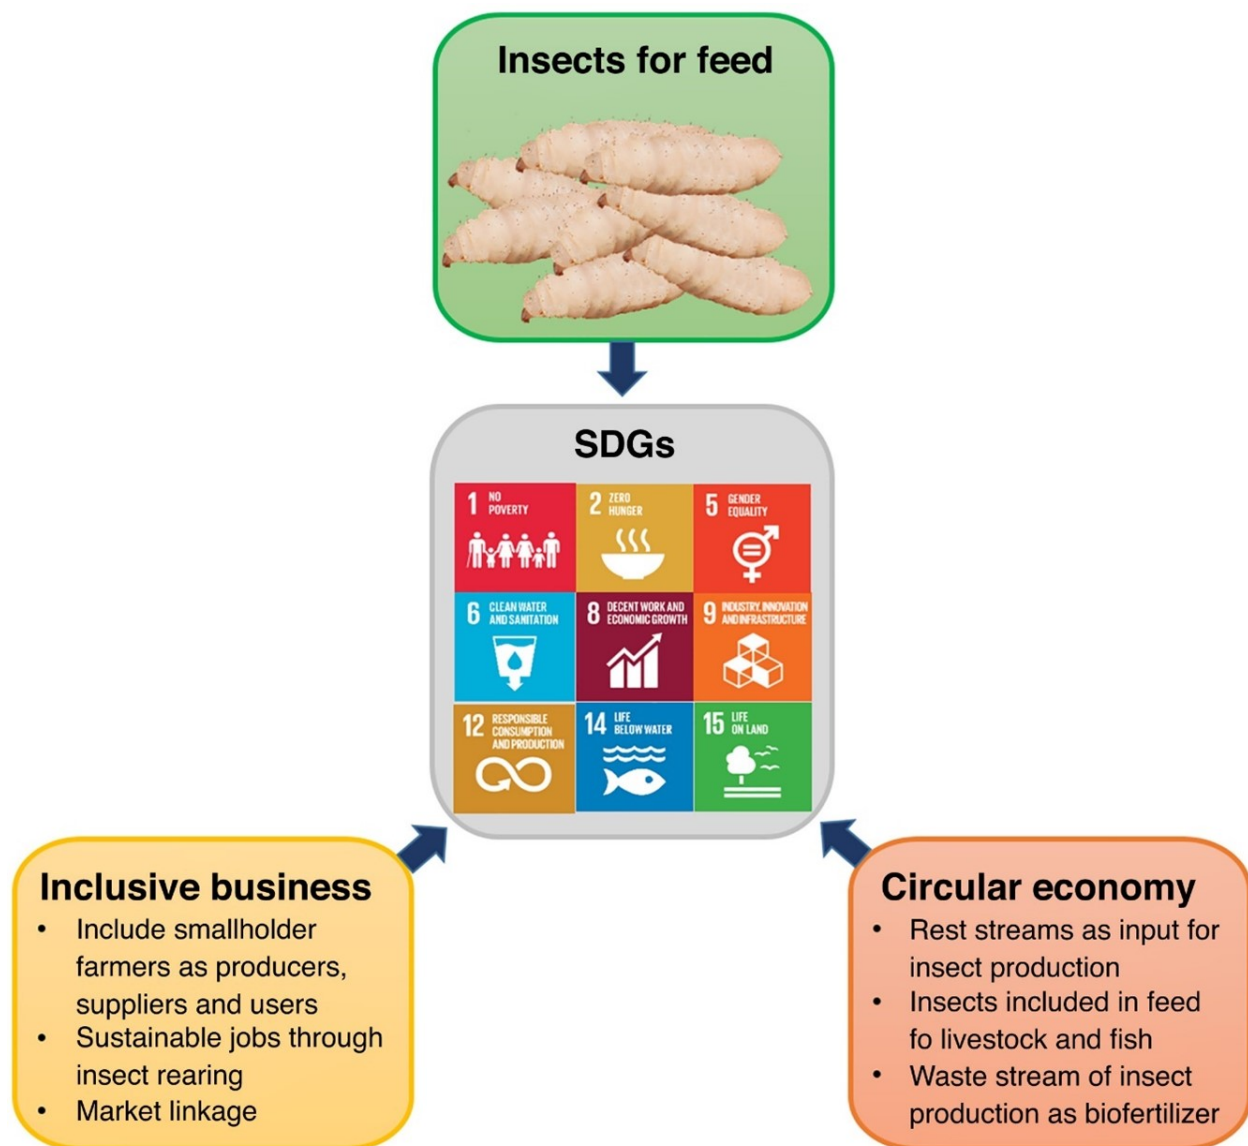 Insects for feed
SDGs
1 NO
POVERTY
2 ZERO
HUNGER
5 GENDER
EQUALITY
6 CLEAN WATER
AND SANITATION
8 DECENT WORK AND
ECONOMIC GROWTH
9 INDUSTRY, INNOVATION
AND INFRASTRUCTURE
12 RESPONSIBLE
CONSUMPTION
AND PRODUCTION
14 LIFE
BELOW WATER
15 LIFE
ON LAND
Inclusive business
• Include smallholder
farmers as producers,
suppliers and users
• Sustainable jobs through
insect rearing
• Market linkage
Circular economy
• Rest streams as input for
insect production
• Insects included in feed
fo livestock and fish
• Waste stream of insect
production as biofertilizer